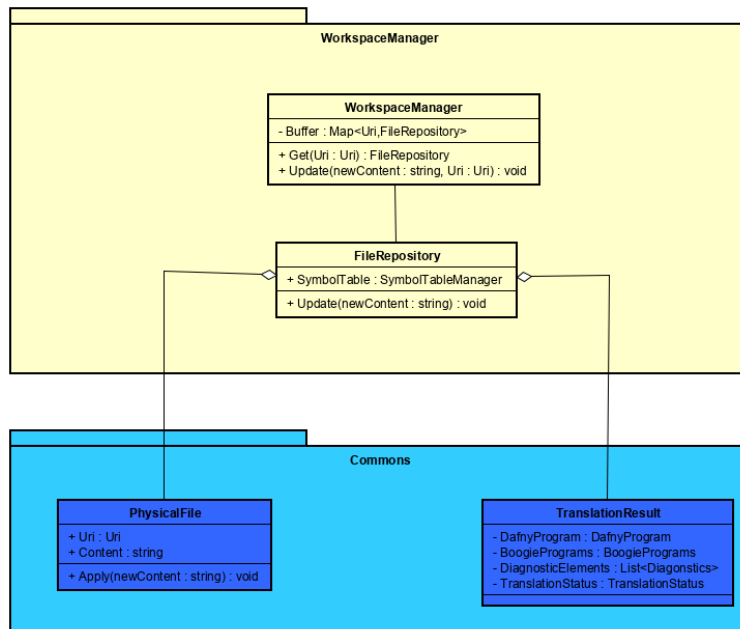 WorkspaceManager
WorkspaceManager
- Buffer : Map<Uri,FileRepository>
+ Get(Uri : Uri) : FileRepository
+ Update(newContent : string, Uri : Uri) : void
FileRepository
+ SymbolTable : SymbolTableManager
+ Update(newContent : string) : void
Commons
PhysicalFile
+ Uri : Uri
+ Content : string
+ Apply(newContent : string) : void
TranslationResult
- DafnyProgram : DafnyProgram
- BoogiePrograms : BoogiePrograms
- DiagnosticElements : List<Diagonstics>
- TranslationStatus : TranslationStatus